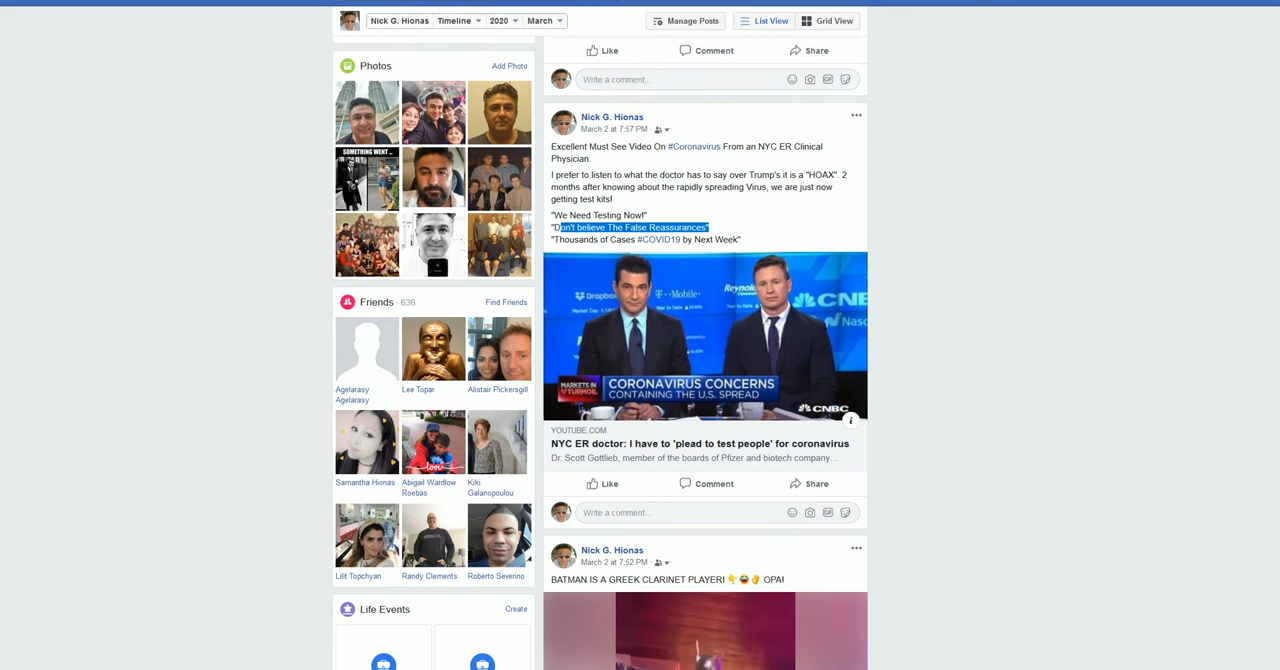 Nick G. Hionas Timeline 2020 March
Manage Posts List View Grid View
Photos Add Photo
SOMETHING WENT ...
Friends · 636 Find Friends
Agelarasy
Agelarasy
Lee Topar
Alistair Pickersgill
love
Samantha Hionas
Abigail Wardlow
Roebas
Kiki
Galanopoulou
Lilit Topchyan
Randy Clements
Roberto Severino
Life Events Create
Like Comment Share
Write a comment...
Nick G. Hionas
March 2 at 7:57 PM ·
Excellent Must See Video On #Coronavirus From an NYC ER Clinical
Physician.
I prefer to listen to what the doctor has to say over Trump's it is a "HOAX". 2
months after knowing about the rapidly spreading Virus, we are just now
getting test kits!
"We Need Testing Now!"
"Don't believe The False Reassurances"
"Thousands of Cases #COVID19 by Next Week"
Dropbox
T··Mobile·
Reynol
CNB
Nasd
MARKETS IN
TURMOIL
CORONAVIRUS CONCERNS
CONTAINING THE U.S. SPREAD
CNBC
i
YOUTUBE.COM
NYC ER doctor: I have to 'plead to test people' for coronavirus
Dr. Scott Gottlieb, member of the boards of Pfizer and biotech company...
Like Comment Share
Write a comment...
Nick G. Hionas
March 2 at 7:52 PM ·
BATMAN IS A GREEK CLARINET PLAYER! OPA!